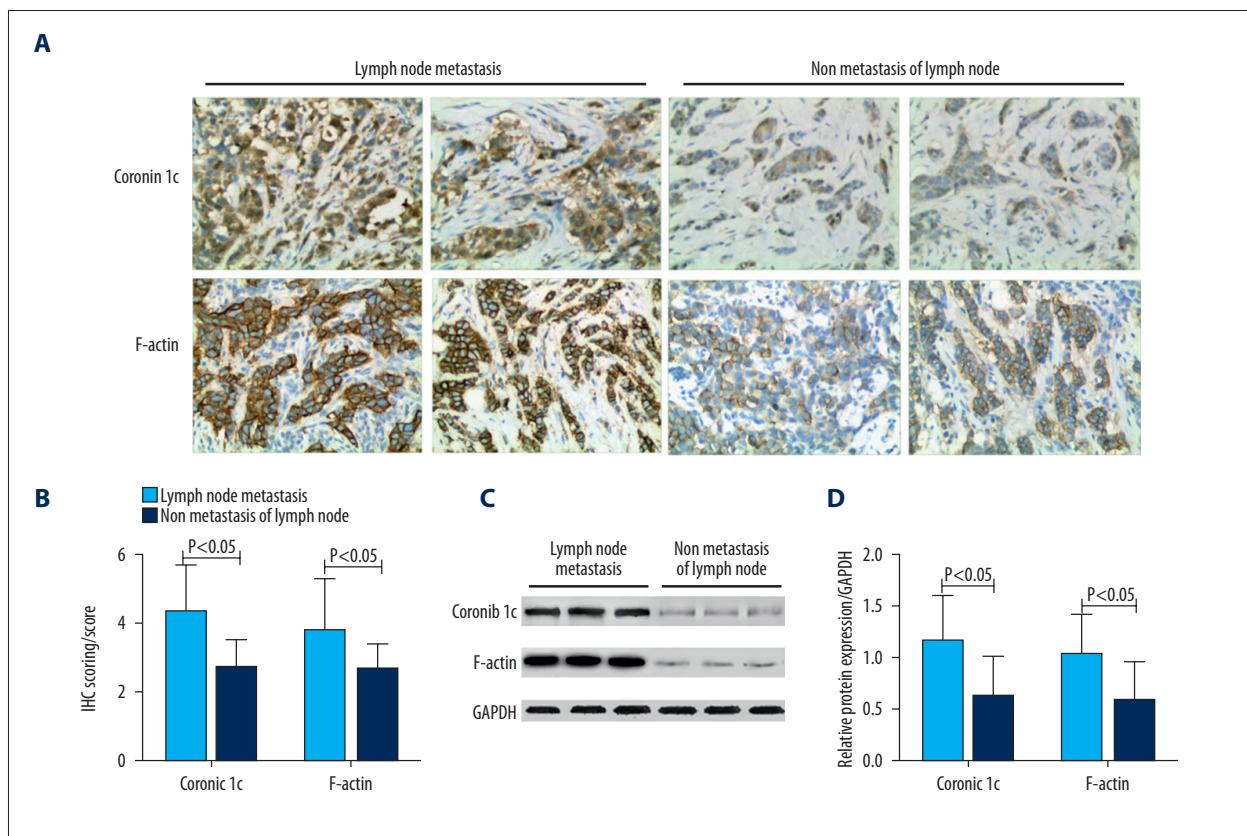 A
Lymph node metastasis
Non metastasis of lymph node
Coronin 1c
F-actin
B
Lymph node metastasis
Non metastasis of lymph node
IHC scoring/score
6
4
2
0
P<0.05
P<0.05
Coronic 1c
F-actin
C
Lymph node
metastasis
Non metastasis
of lymph node
Coronib 1c
F-actin
GAPDH
D
Relative protein expression/GAPDH
2.0
1.5
1.0
0.5
0.0
P<0.05
P<0.05
Coronic 1c
F-actin